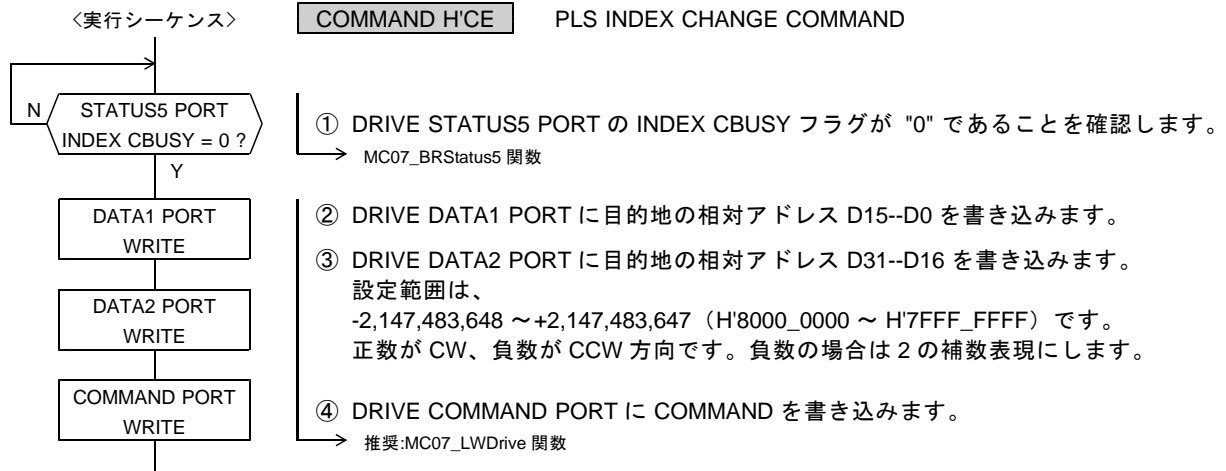 〈実行シーケンス〉
COMMAND H'CE PLS INDEX CHANGE COMMAND
N
STATUS5 PORT
INDEX CBUSY = 0 ?
Y
① DRIVE STATUS5 PORT の INDEX CBUSY フラグが "0" であることを確認します。
MC07_BRStatus5 関数
DATA1 PORT
WRITE
② DRIVE DATA1 PORT に目的地の相対アドレス D15--D0 を書き込みます。
DATA2 PORT
WRITE
③ DRIVE DATA2 PORT に目的地の相対アドレス D31--D16 を書き込みます。
設定範囲は、
-2,147,483,648 ～+2,147,483,647（H'8000_0000 ～ H'7FFF_FFFF）です。
正数が CW、負数が CCW 方向です。負数の場合は 2 の補数表現にします。
COMMAND PORT
WRITE
④ DRIVE COMMAND PORT に COMMAND を書き込みます。
推奨:MC07_LWDrive 関数